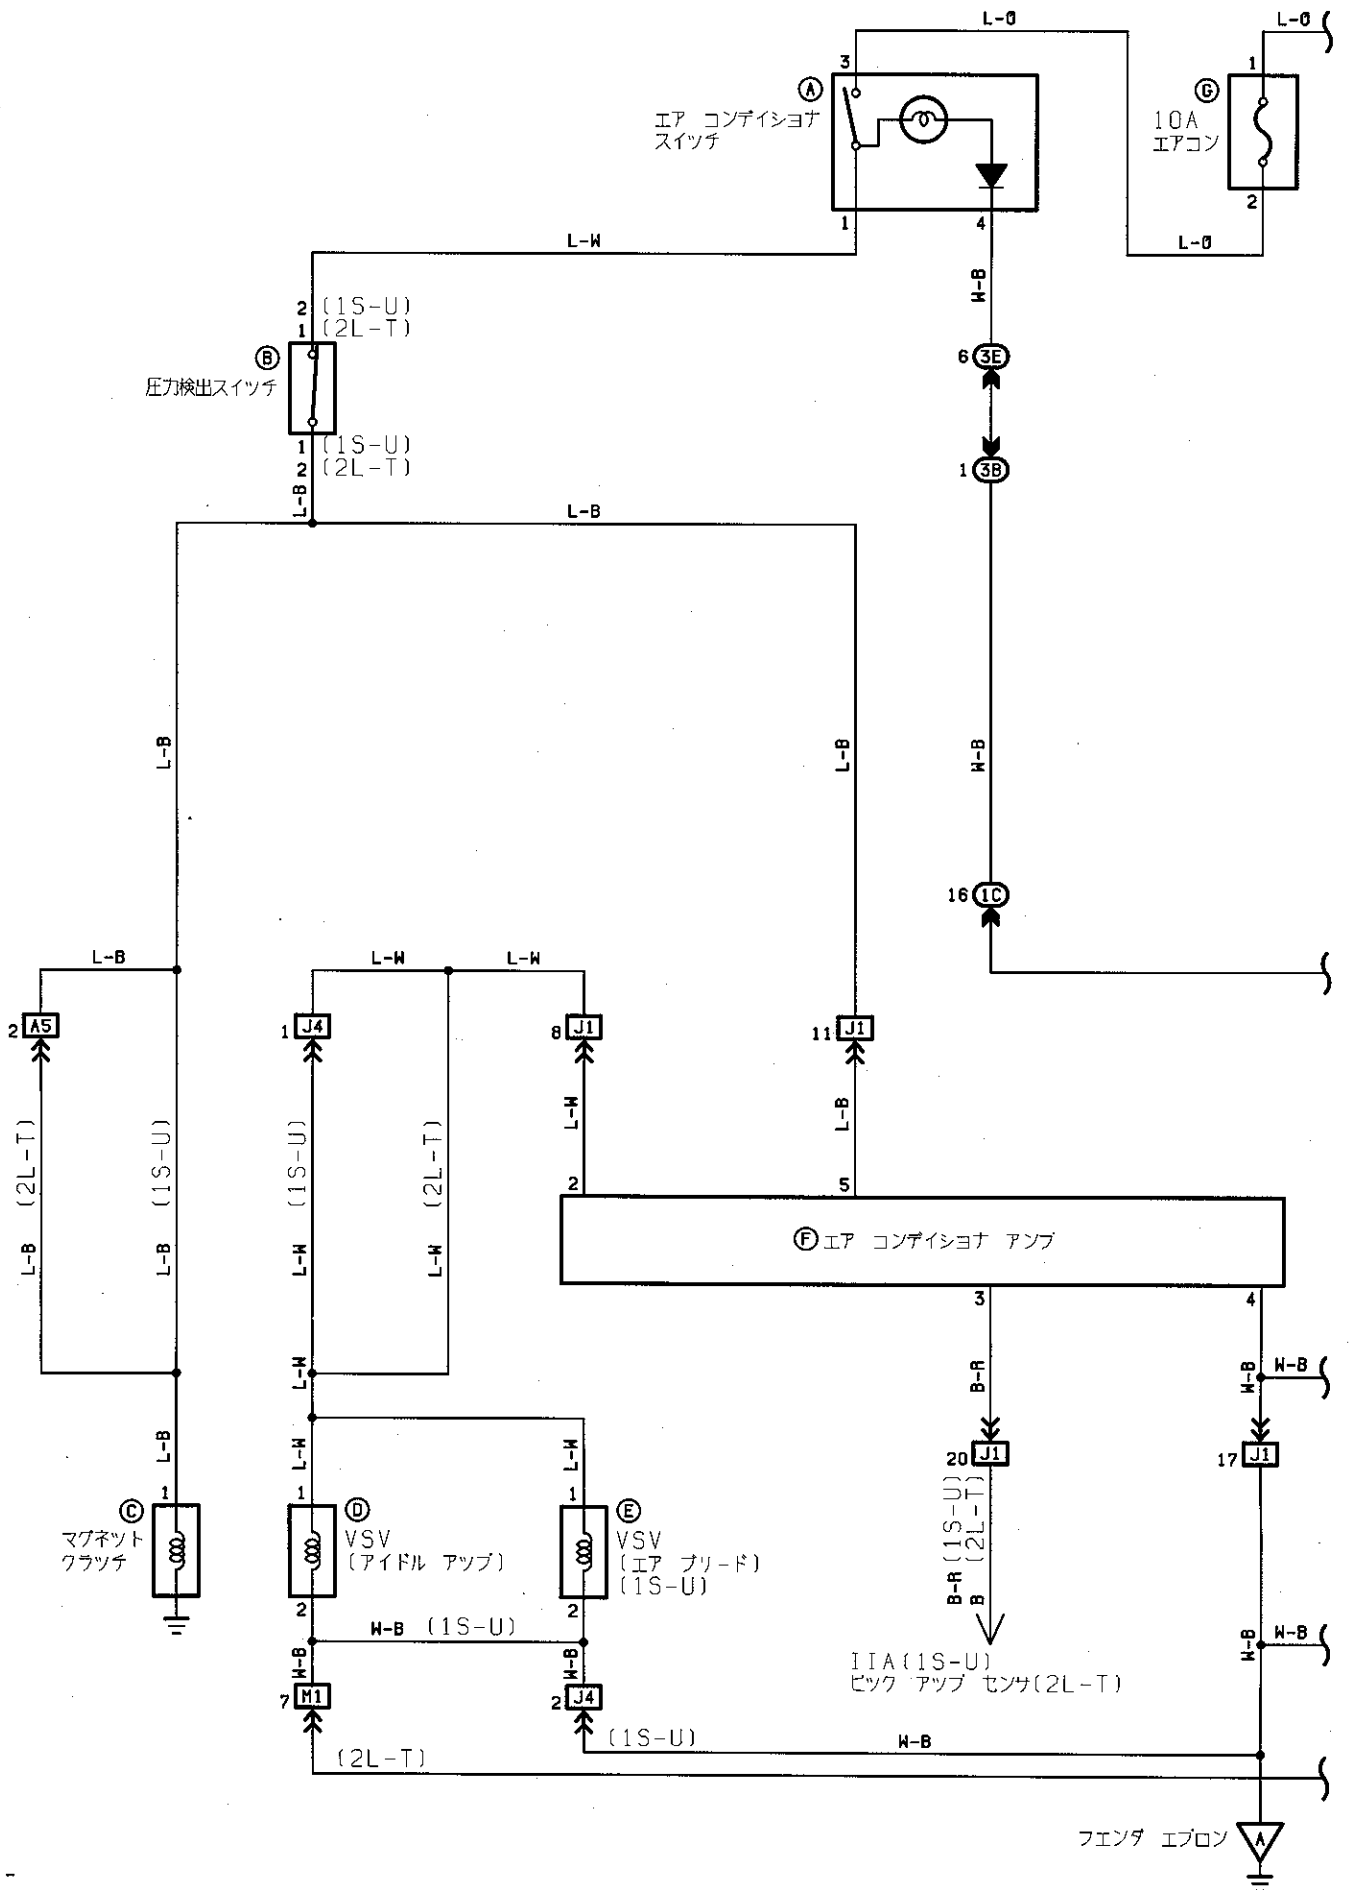 L-O
L-O
3
1
A
G
エア コンデイショナ
スイッチ
10A
エアコン
2
1
4
L-W
L-O
W-B
2 (1S-U)
1 (2L-T)
6 3E
B
圧力検出スイッチ
1 (1S-U)
2 (2L-T)
1 3B
L-B
L-B
L-B
L-B
W-B
16 1C
L-B
L-W
L-W
2 A5
1 J4
8 J1
11 J1
L-W
L-B
(2L-T)
(1S-U)
(1S-U)
(2L-T)
2
5
L-B
L-B
L-W
L-W
F エア コンデイショナ アンプ
3
4
L-W
B-R
W-B
W-B
L-B
L-W
L-W
20 J1
17 J1
1
1
1
C
マグネット
クラッチ
D
VSV
(アイドル アップ)
E
VSV
(エア ブリード)
(1S-U)
B-R (1S-U)
B (2L-T)
2
2
W-B (1S-U)
W-B
W-B
W-B
W-B
IIA(1S-U)
ピック アップ センサ(2L-T)
7 M1
2 J4
(1S-U)
W-B
(2L-T)
フエンダ エプロン
A